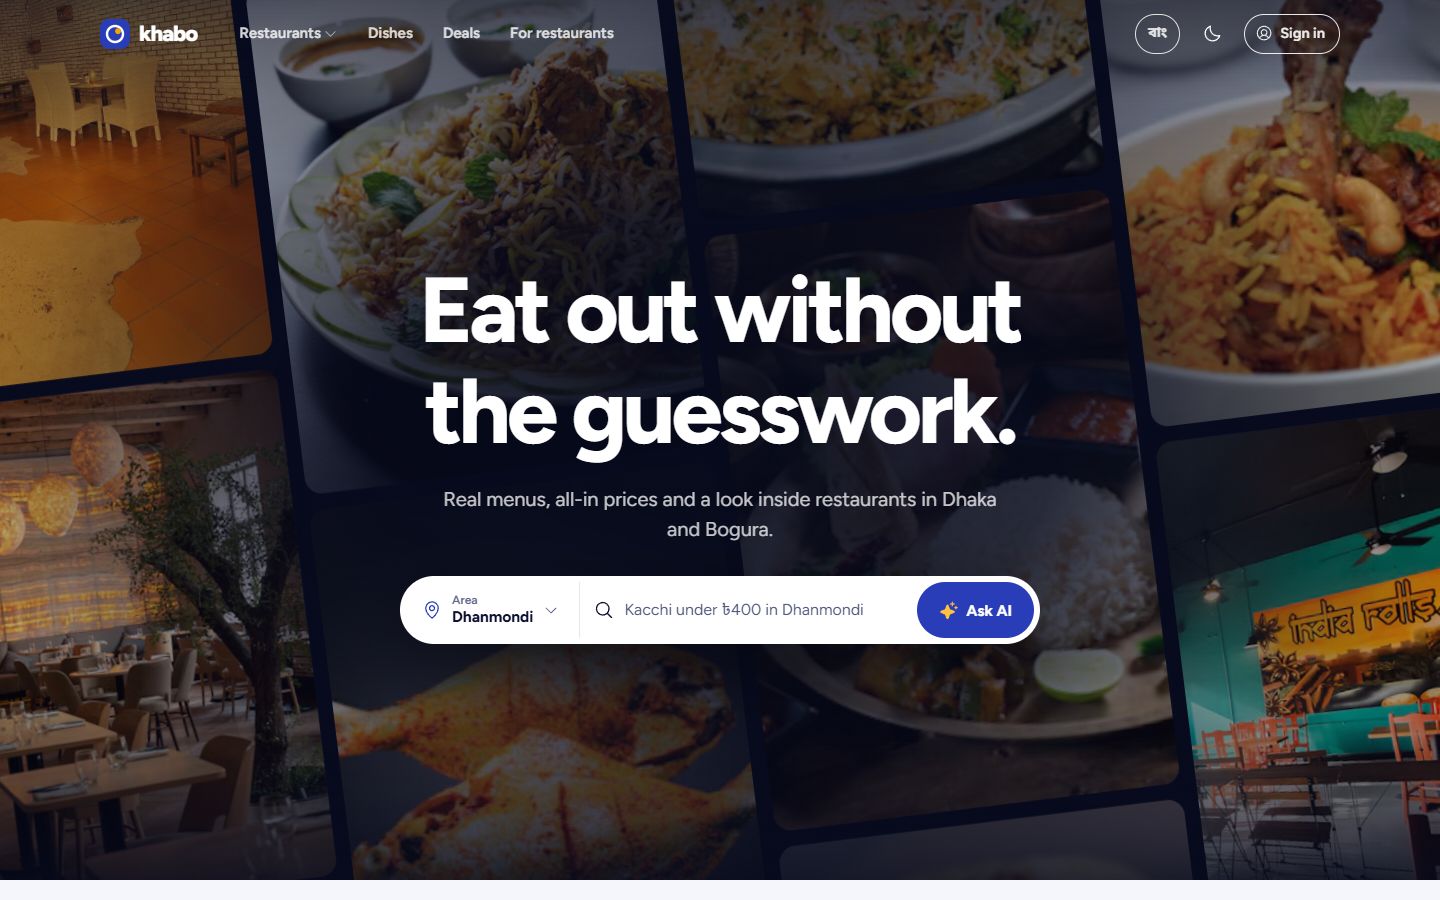 khabo
Restaurants
Dishes
Deals
For restaurants
বাং
Sign in
Eat out without
the guesswork.
Real menus, all-in prices and a look inside restaurants in Dhaka
and Bogura.
Area
Dhanmondi
Kacchi under ৳400 in Dhanmondi
Ask AI
india rolls